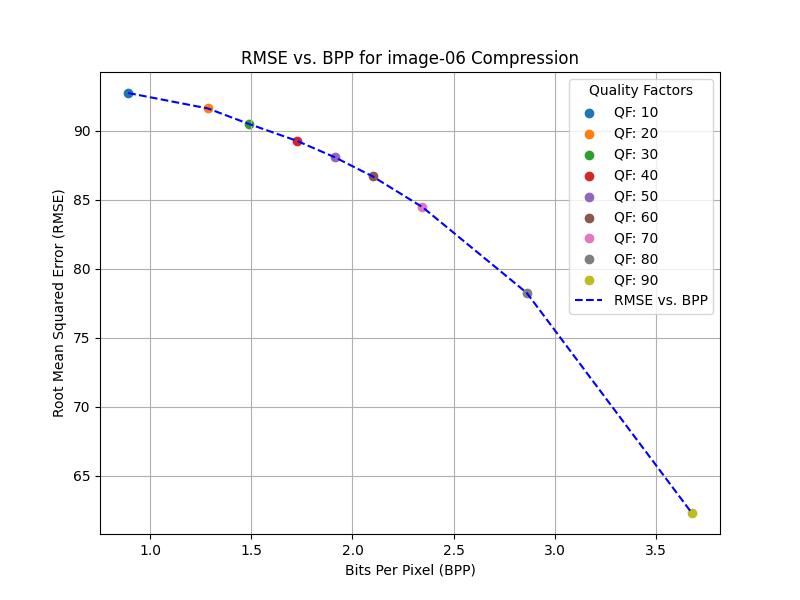 RMSE vs. BPP for image-06 Compression
Quality Factors
QF: 10
QF: 20
QF: 30
QF: 40
QF: 50
QF: 60
QF: 70
QF: 80
QF: 90
RMSE vs. BPP
Root Mean Squared Error (RMSE)
90
85
80
75
70
65
1.0 1.5 2.0 2.5 3.0 3.5
Bits Per Pixel (BPP)